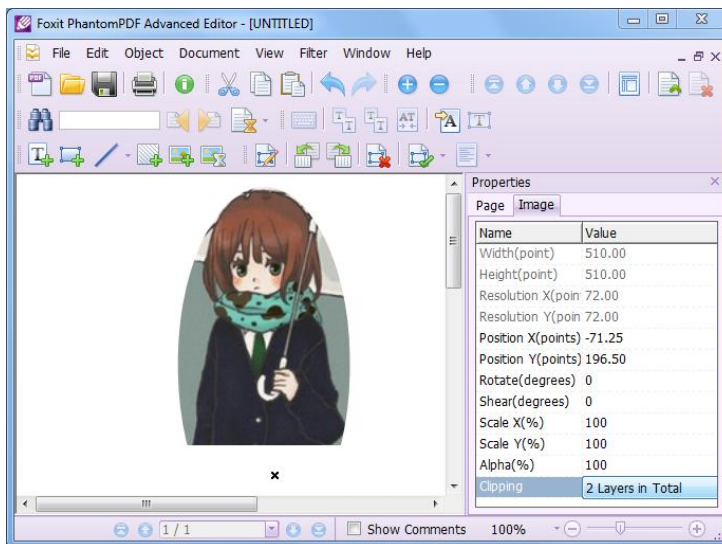 Foxit PhantomPDF Advanced Editor - [UNTITLED]
File Edit Object Document View Filter Window Help
Properties
Page Image
Name Value
Width(point) 510.00
Height(point) 510.00
Resolution X(poin 72.00
Resolution Y(poin 72.00
Position X(points) -71.25
Position Y(points) 196.50
Rotate(degrees) 0
Shear(degrees) 0
Scale X(%) 100
Scale Y(%) 100
Alpha(%) 100
Clipping 2 Layers in Total
1 / 1 Show Comments 100%